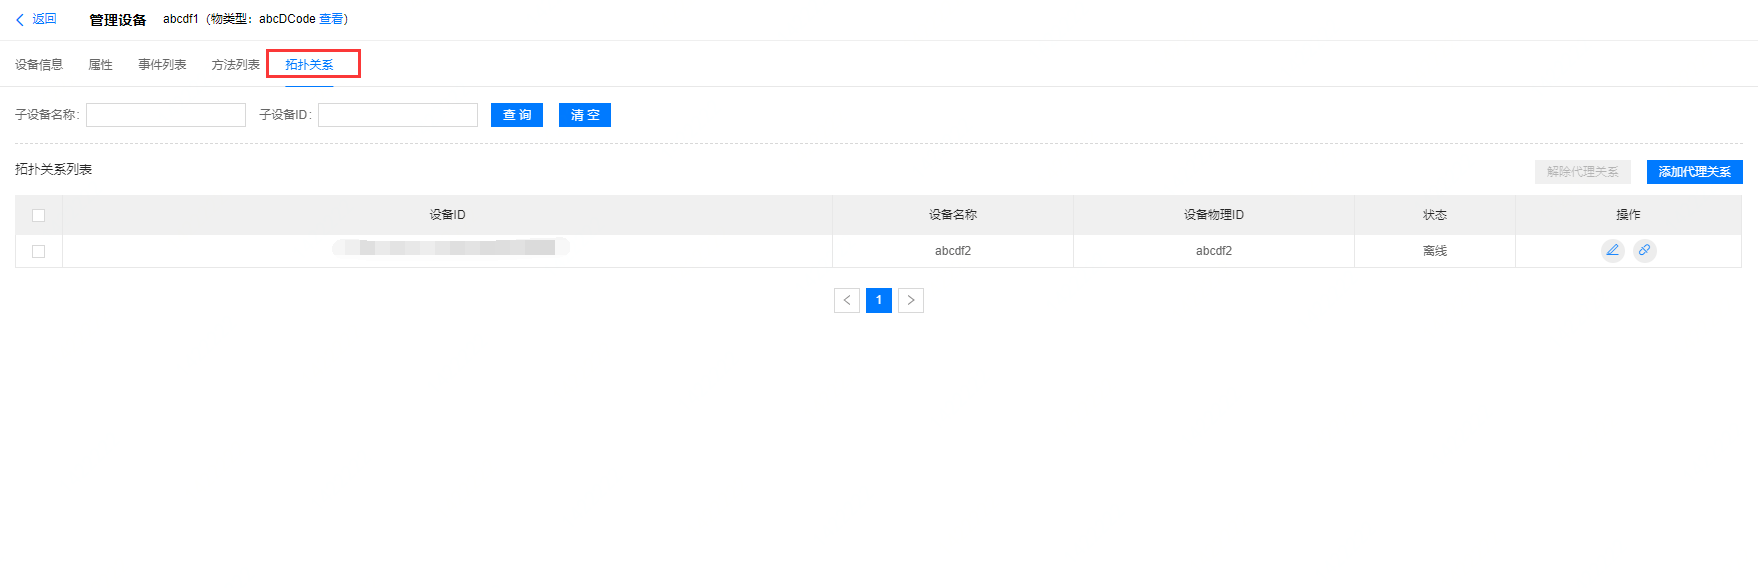 返回 管理设备 abcdf1（物类型：abcDCode 查看）
设备信息 属性 事件列表 方法列表 拓扑关系
子设备名称： 子设备ID： 查 询 清 空
拓扑关系列表 解除代理关系 添加代理关系
设备ID 设备名称 设备物理ID 状态 操作
abcdf2 abcdf2 离线
1